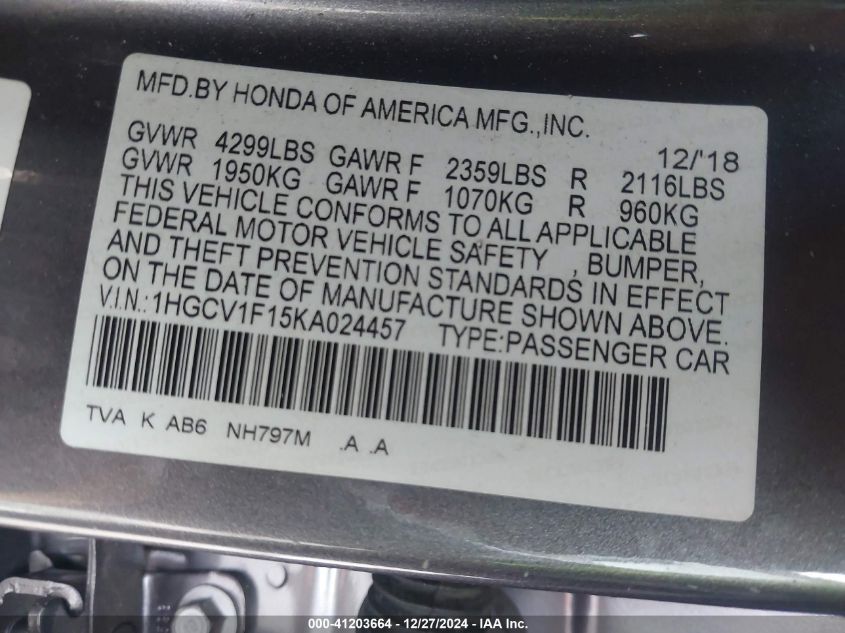 MFD.BY HONDA OF AMERICA MFG.,INC.
12/'18
GVWR 4299LBS GAWR F 2359LBS R 2116LBS
GVWR 1950KG GAWR F 1070KG R 960KG
THIS VEHICLE CONFORMS TO ALL APPLICABLE
FEDERAL MOTOR VEHICLE SAFETY , BUMPER,
AND THEFT PREVENTION STANDARDS IN EFFECT
ON THE DATE OF MANUFACTURE SHOWN ABOVE.
V.I.N.: 1HGCV1F15KA024457 TYPE:PASSENGER CAR
TVA K AB6 NH797M .A .A
000-41203664 - 12/27/2024 - IAA Inc.